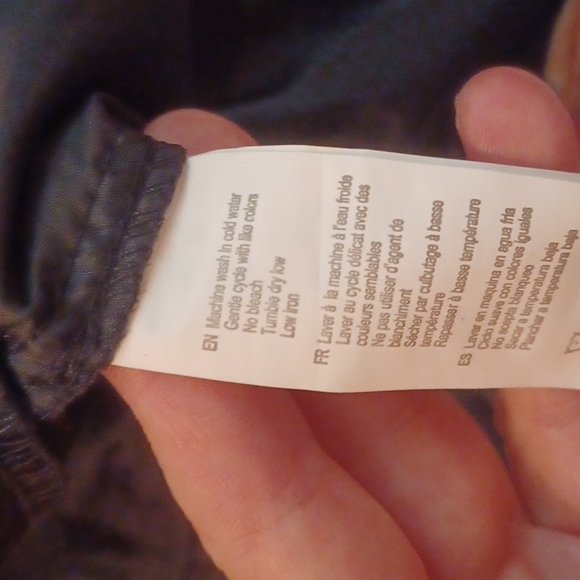 EN Machine wash in cold water
Gentle cycle with like colors
No bleach
Tumble dry low
Low iron
FR Laver à la machine à l'eau froide
Laver au cycle délicat avec des
couleurs semblables
Ne pas utiliser d'agent de
blanchiment
Sécher par culbutage à basse
température
Repasser à basse température
ES Lavar en maquina en agua fria
Ciclo suave con colores iguales
No acepta blanqueo
Secar a temperatura baja
Planchar a temperatura baja